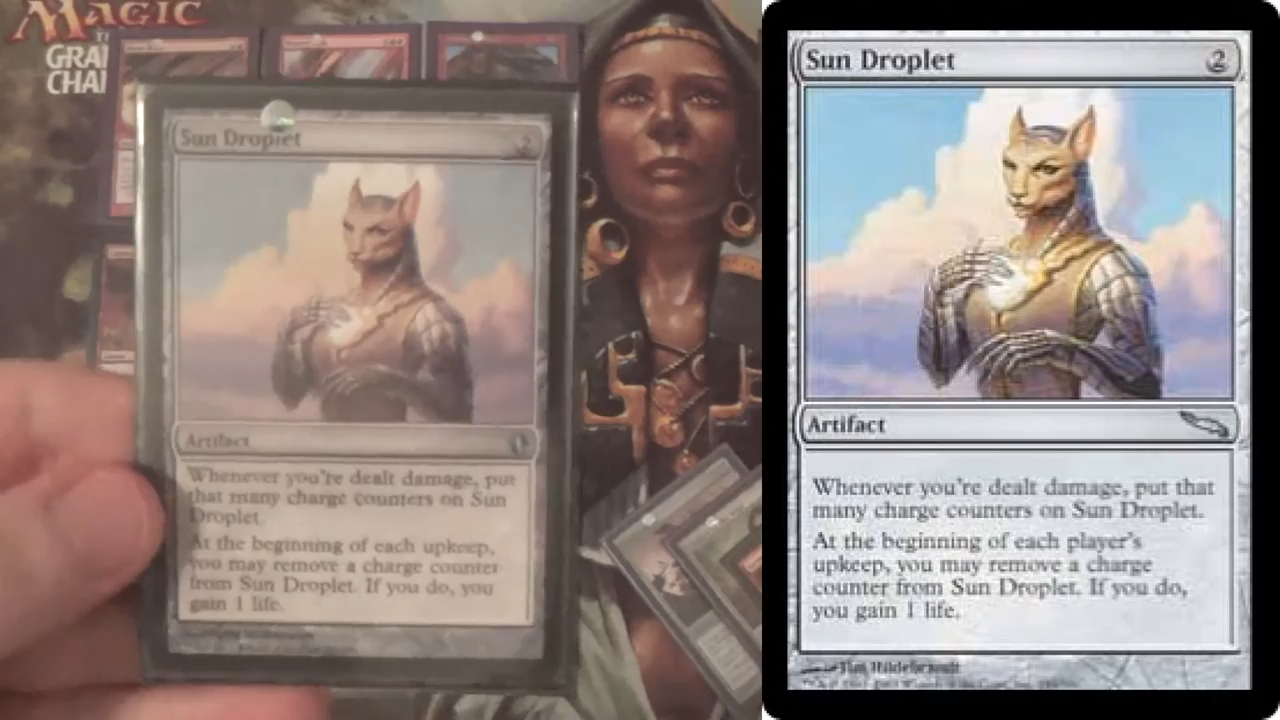 MAGIC
GRA
CHA
Sun Droplet
2
Artifact
Whenever you're dealt damage, put
that many charge counters on Sun
Droplet.
At the beginning of each upkeep,
you may remove a charge counter
from Sun Droplet. If you do, you
gain 1 life.
Sun Droplet
2
Artifact
Whenever you're dealt damage, put that
many charge counters on Sun Droplet.
At the beginning of each player's
upkeep, you may remove a charge
counter from Sun Droplet. If you do,
you gain 1 life.
Tim Hildebrandt